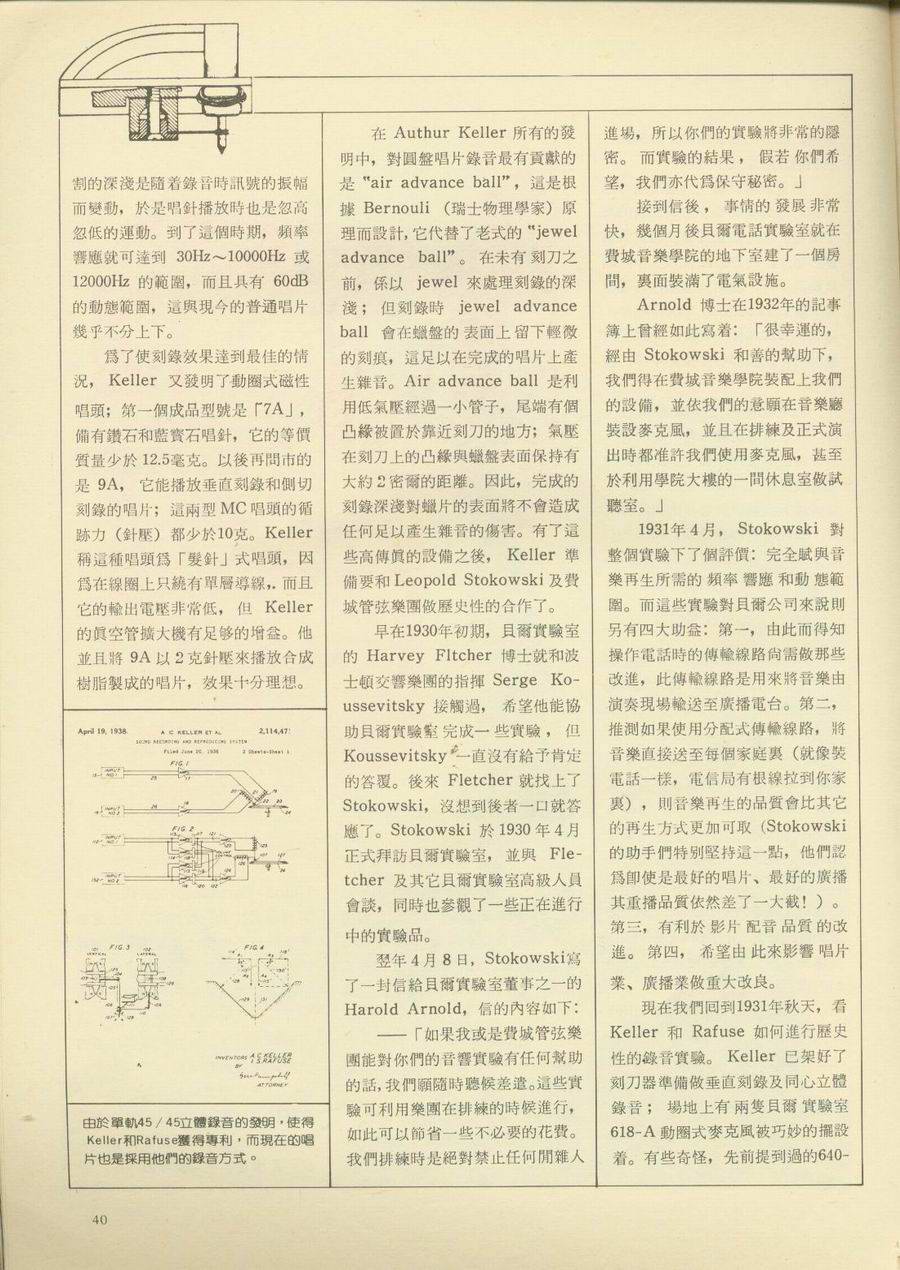 割的深淺是隨着錄音時訊號的振幅
而變動，於是唱針播放時也是忽高
忽低的運動。到了這個時期，頻率
響應就可達到 30Hz～10000Hz 或
12000Hz 的範圍，而且具有 60dB
的動態範圍，這與現今的普通唱片
幾乎不分上下。
爲了使刻錄效果達到最佳的情
況， Keller 又發明了動圈式磁性
唱頭；第一個成品型號是「7A」，
備有鑽石和藍寶石唱針，它的等價
質量少於 12.5毫克。以後再問市的
是 9A， 它能播放垂直刻錄和側切
刻錄的唱片；這兩型 MC 唱頭的循
跡力（針壓）都少於10克。Keller
稱這種唱頭爲「髮針」式唱頭，因
爲在線圈上只繞有單層導線，而且
它的輸出電壓非常低， 但 Keller
的眞空管擴大機有足够的增益。他
並且將 9A 以 2 克針壓來播放合成
樹脂製成的唱片，效果十分理想。
April 19, 1938. A C KELLER ET AL 2,114,471
SOUND RECORDING AND REPRODUCING SYSTEM
Filed June 20, 1936 2 Sheets-Sheet 1
FIG. 1
INPUT NO 1
INPUT NO 2
FIG. 2
INPUT NO 1
INPUT NO 2
FIG. 3
VERTICAL
LATERAL
FIG. 4
INVENTORS A C KELLER
I S RAFUSE
BY
ATTORNEY
由於單軌45／45立體錄音的發明，使得
Keller和Rafuse獲得專利，而現在的唱
片也是採用他們的錄音方式。
40
在 Authur Keller 所有的發
明中，對圓盤唱片錄音最有貢獻的
是 "air advance ball"，這是根
據 Bernouli （瑞士物理學家）原
理而設計，它代替了老式的 "jewel
advance ball"。 在未有 刻刀之
前，係以 jewel 來處理刻錄的深
淺；但刻錄時 jewel advance
ball 會在蠟盤的 表面上 留下輕微
的刻痕，這足以在完成的唱片上產
生雜音。Air advance ball 是利
用低氣壓經過一小管子，尾端有個
凸緣被置於靠近刻刀的地方；氣壓
在刻刀上的凸緣與蠟盤表面保持有
大約 2 密爾的距離。因此，完成的
刻錄深淺對蠟片的表面將不會造成
任何足以產生雜音的傷害。有了這
些高傳眞的設備之後， Keller 準
備要和 Leopold Stokowski 及費
城管弦樂團做歷史性的合作了。
早在1930年初期，貝爾實驗室
的 Harvey Fltcher 博士就和波
士頓交響樂團的指揮 Serge Ko-
ussevitsky 接觸過， 希望他能協
助貝爾實驗室 完成一 些實驗 ，但
Koussevitsky 一直沒有給予肯定
的答覆。後來 Fletcher 就找上了
Stokowski，沒想到後者一口就答
應了。Stokowski 於 1930 年 4 月
正式拜訪貝爾實驗室， 並與 Fle-
tcher 及其它貝爾實驗室高級人員
會談，同時也參觀了一些正在進行
中的實驗品。
翌年 4 月 8 日，Stokowski寫
了一封信給貝爾實驗室董事之一的
Harold Arnold，信的內容如下：
——「如果我或是費城管弦樂
團能對你們的音響實驗有任何幫助
的話，我們願隨時聽候差遣。這些實
驗可利用樂團在排練的時候進行，
如此可以節省一些不必要的花費。
我們排練時是絕對禁止任何閒雜人
進場，所以你們的實驗將非常的隱
密。 而實驗的結果 ， 假若 你們希
望，我們亦代爲保守秘密。」
接到信後 ， 事情的 發展 非常
快，幾個月後貝爾電話實驗室就在
費城音樂學院的地下室建了一個房
間，裏面裝滿了電氣設施。
Arnold 博士在1932年的記事
簿上曾經如此寫着：「很幸運的，
經由 Stokowski 和善的幫助下，
我們得在費城音樂學院裝配上我們
的設備，並依我們的意願在音樂廳
裝設麥克風，並且在排練及正式演
出時都准許我們使用麥克風，甚至
於利用學院大樓的一間休息室做試
聽室。」
1931年 4 月， Stokowski 對
整個實驗下了個評價：完全賦與音
樂再生所需的 頻率 響應 和動 態範
圍。而這些實驗對貝爾公司來說則
另有四大助益：第一，由此而得知
操作電話時的傳輸線路尙需做那些
改進，此傳輸線路是用來將音樂由
演奏現場輸送至廣播電台。第二，
推測如果使用分配式傳輸線路，將
音樂直接送至每個家庭裏（就像裝
電話一樣，電信局有根線拉到你家
裏），則音樂再生的品質會比其它
的再生方式更加可取（Stokowski
的助手們特別堅持這一點，他們認
爲卽使是最好的唱片、最好的廣播
其重播品質依然差了一大截！）。
第三，有利於 影片 配音 品質 的改
進。 第四， 希望由 此來影響 唱片
業、廣播業做重大改良。
現在我們回到1931年秋天，看
Keller 和 Rafuse 如何進行歷史
性的錄音實驗。 Keller 已架好了
刻刀器準備做垂直刻錄及同心立體
錄音； 場地上有 兩隻貝爾 實驗室
618-A 動圈式麥克風被巧妙的擺設
着。有些奇怪，先前提到過的640-